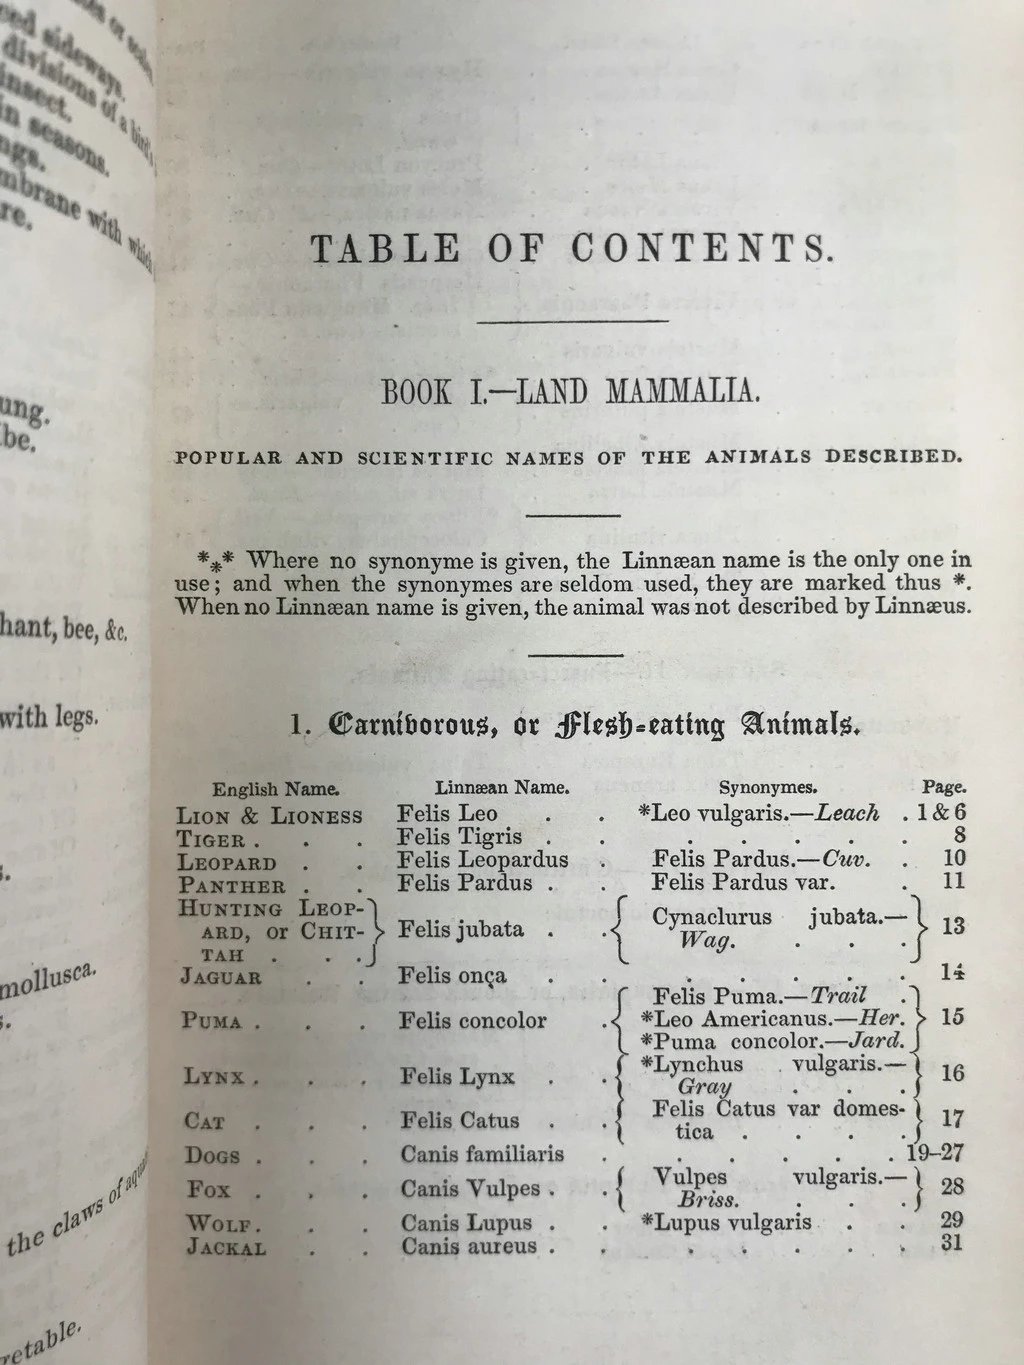 ced sideways.
divisions of a bird's
insect.
in seasons.
ngs.
mbrane with which
re.
ung.
be.
hant, bee, &c.
with legs.
s.
mollusca.
s.
the claws of
retable.
TABLE OF CONTENTS.
BOOK I.—LAND MAMMALIA.
POPULAR AND SCIENTIFIC NAMES OF THE ANIMALS DESCRIBED.
*** Where no synonyme is given, the Linnæan name is the only one in
use; and when the synonymes are seldom used, they are marked thus *.
When no Linnæan name is given, the animal was not described by Linnæus.
1. Carnivorous, or Flesh-eating Animals.
English Name. Linnæan Name. Synonymes. Page.
LION & LIONESS Felis Leo . . *Leo vulgaris.—Leach . 1 & 6
TIGER . . . Felis Tigris . . . . . . . 8
LEOPARD . . Felis Leopardus . Felis Pardus.—Cuv. . 10
PANTHER . . Felis Pardus . . Felis Pardus var. . 11
HUNTING LEOP-
ARD, or CHIT- Felis jubata . . { Cynaclurus jubata.— } 13
TAH . . . Wag. . . .
JAGUAR . . Felis onça . . . . . . . 14
Felis Puma.—Trail .
PUMA . . . Felis concolor . { *Leo Americanus.—Her. } 15
*Puma concolor.—Jard.
LYNX . . . Felis Lynx . . { *Lynchus vulgaris.— } 16
Gray . . .
CAT . . . Felis Catus . . { Felis Catus var domes- } 17
tica . . . .
DOGS . . . Canis familiaris . . . . . . 19–27
FOX . . . Canis Vulpes . . { Vulpes vulgaris.— } 28
Briss. . . .
WOLF . . . Canis Lupus . . *Lupus vulgaris . . 29
JACKAL . . Canis aureus . . . . . . . 31